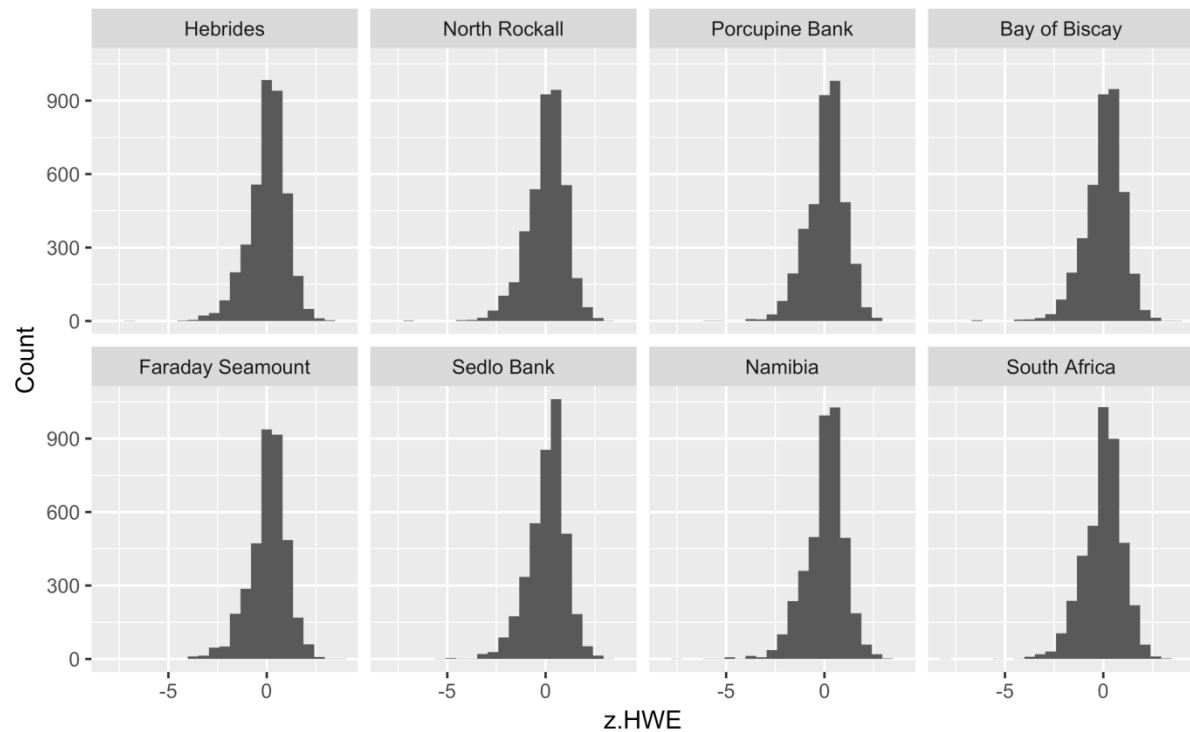 Hebrides
North Rockall
Porcupine Bank
Bay of Biscay
900
600
300
0
Count
Faraday Seamount
Sedlo Bank
Namibia
South Africa
900
600
300
0
-5 0 -5 0 -5 0 -5 0
z.HWE